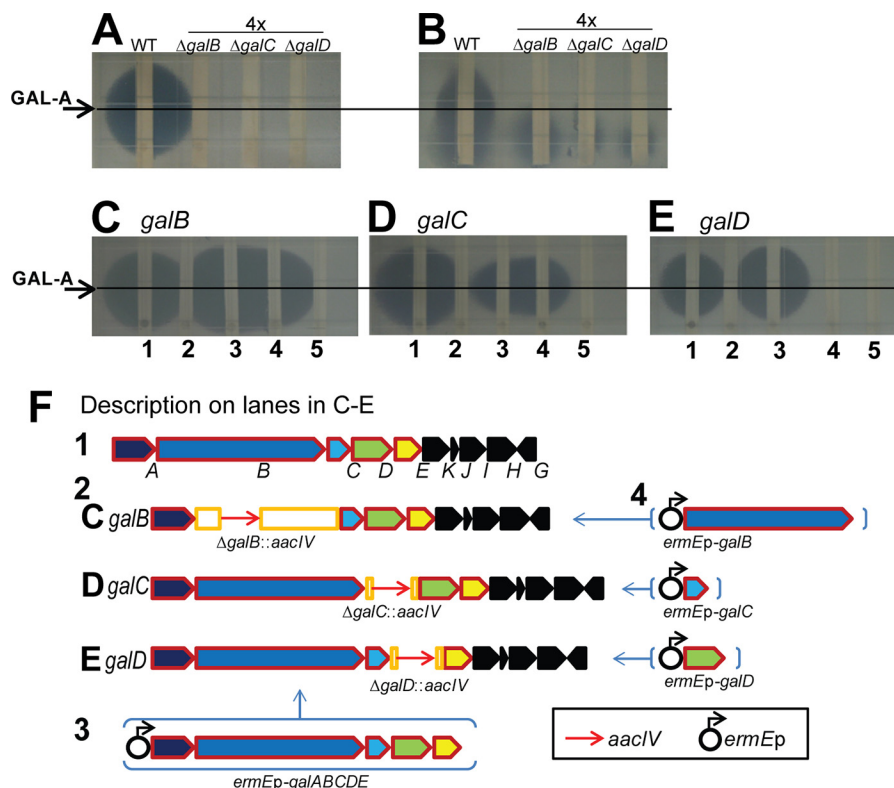 A
4x
WT ΔgalB ΔgalC ΔgalD
GAL-A
B
4x
WT ΔgalB ΔgalC ΔgalD
C galB
D galC
E galD
GAL-A
1 2 3 4 5
1 2 3 4 5
1 2 3 4 5
F Description on lanes in C-E
1
A B C D E K J I H G
2
4
C galB
ΔgalB::aacIV
ermEp-galB
D galC
ΔgalC::aacIV
ermEp-galC
E galD
ΔgalD::aacIV
ermEp-galD
3
ermEp-galABCDE
aacIV
ermEp